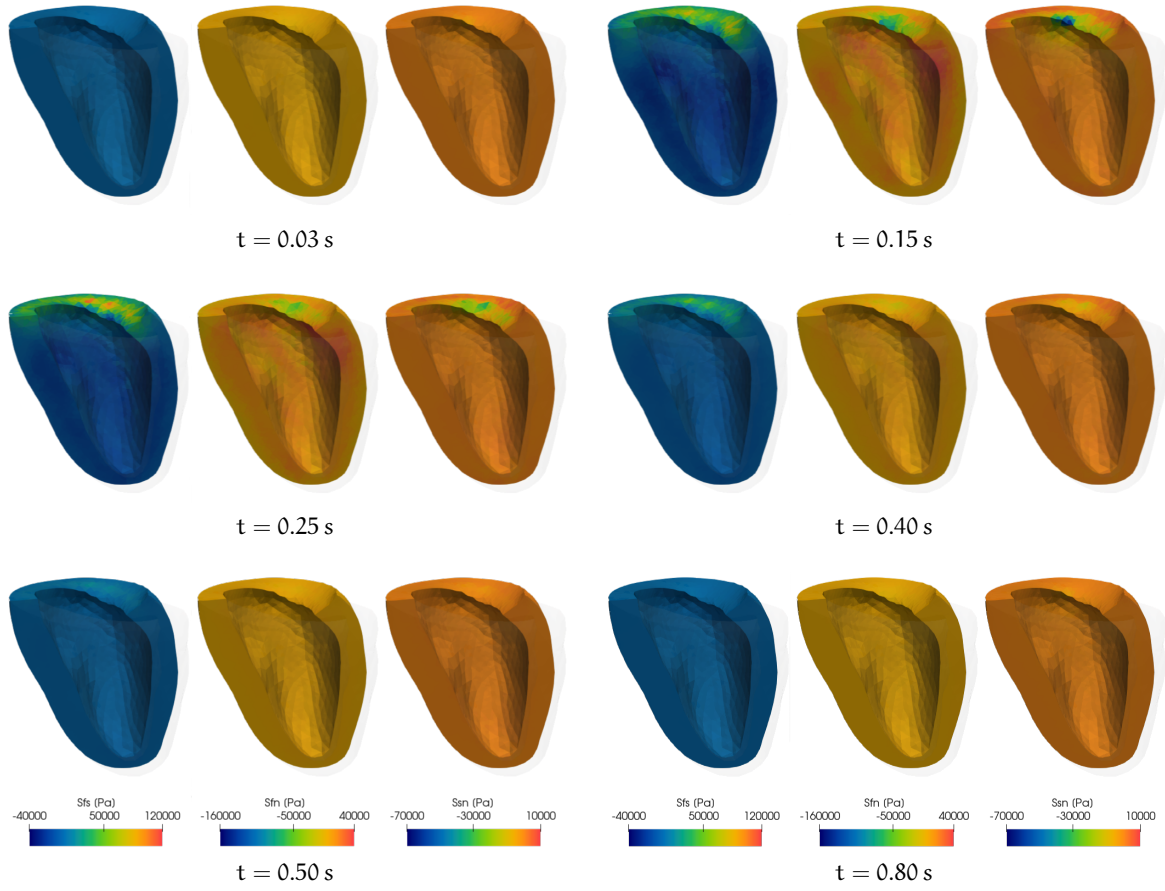 t = 0.03 s
t = 0.15 s
t = 0.25 s
t = 0.40 s
Sfs (Pa)
-40000 50000 120000
Sfn (Pa)
-160000 -50000 40000
Ssn (Pa)
-70000 -30000 10000
Sfs (Pa)
-40000 50000 120000
Sfn (Pa)
-160000 -50000 40000
Ssn (Pa)
-70000 -30000 10000
t = 0.50 s
t = 0.80 s